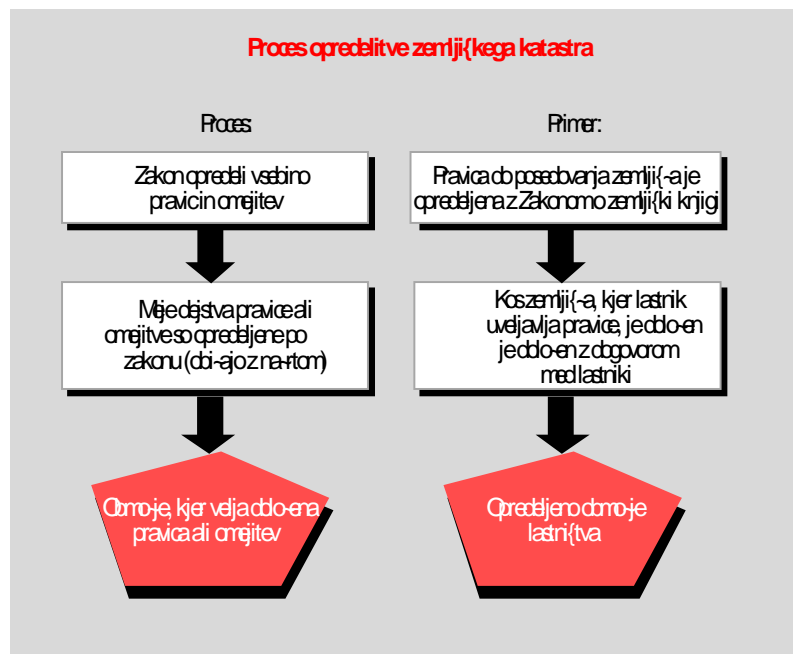 Proces opredelitve zemlji{kega katastra
Proces:
Zakon opredeli vsebino
pravic in omejitev
Meje dejstva pravice ali
omejitve so opredeljene po
zakonu (obi-ajo z na-rtom)
Obmo-je, kjer velja dolo-ena
pravica ali omejitev
Primer:
Pravica do posedovanja zemlji{-a je
opredeljena z Zakonom o zemlji{ki knjigi
Kos zemlji{-a, kjer lastnik
uveljavlja pravice, je dolo-en
je dolo-en z dogovorom
med lastniki
Opredeljeno obmo-je
lastni{tva